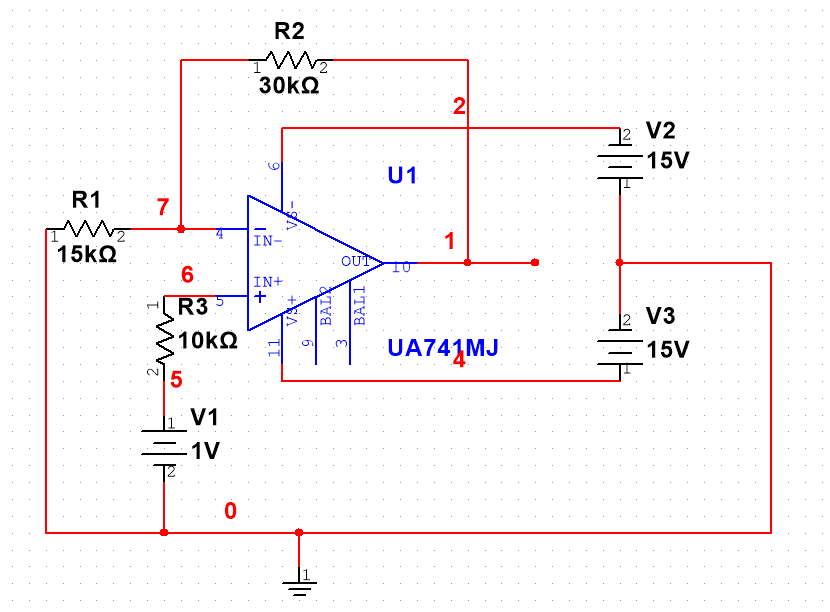 R2
1
2
30kΩ
2
2
V2
15V
1
6
VS-
U1
R1
7
1
2
15kΩ
4
IN-
1
OUT
10
6
IN+
5
1
R3
10kΩ
VS+
BAL2
BAL1
2
V3
15V
1
11
9
3
UA741MJ
4
2
5
1
V1
1V
2
0
1